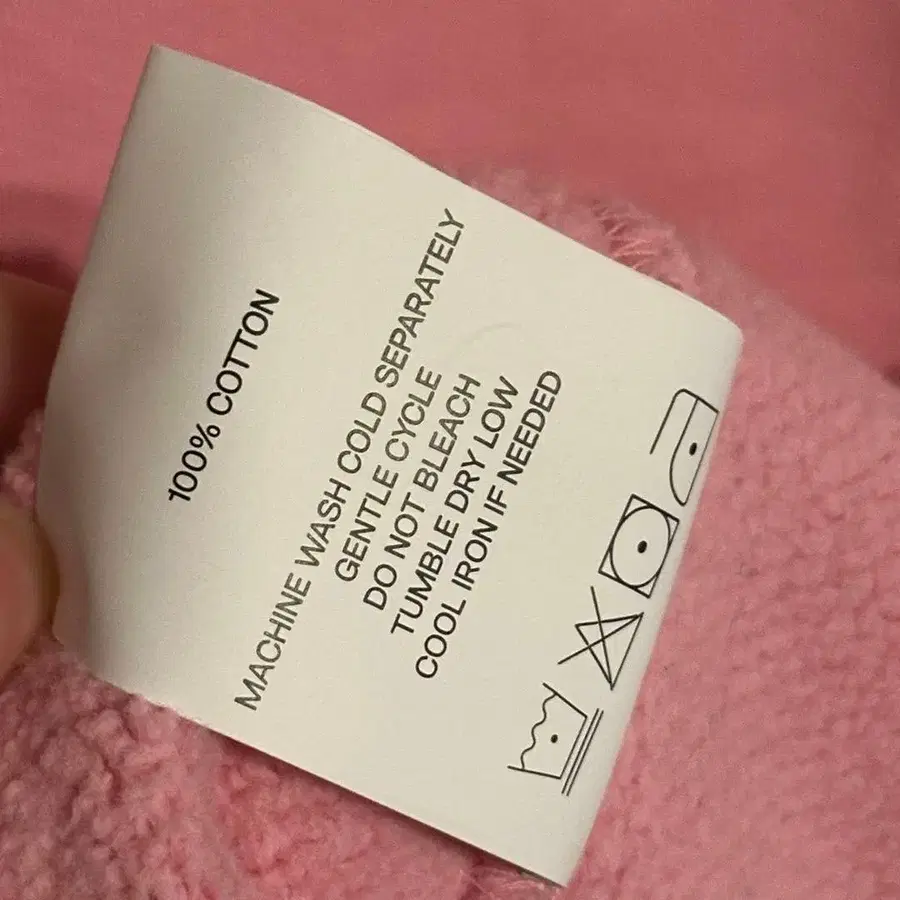 100% COTTON
MACHINE WASH COLD SEPARATELY
GENTLE CYCLE
DO NOT BLEACH
TUMBLE DRY LOW
COOL IRON IF NEEDED